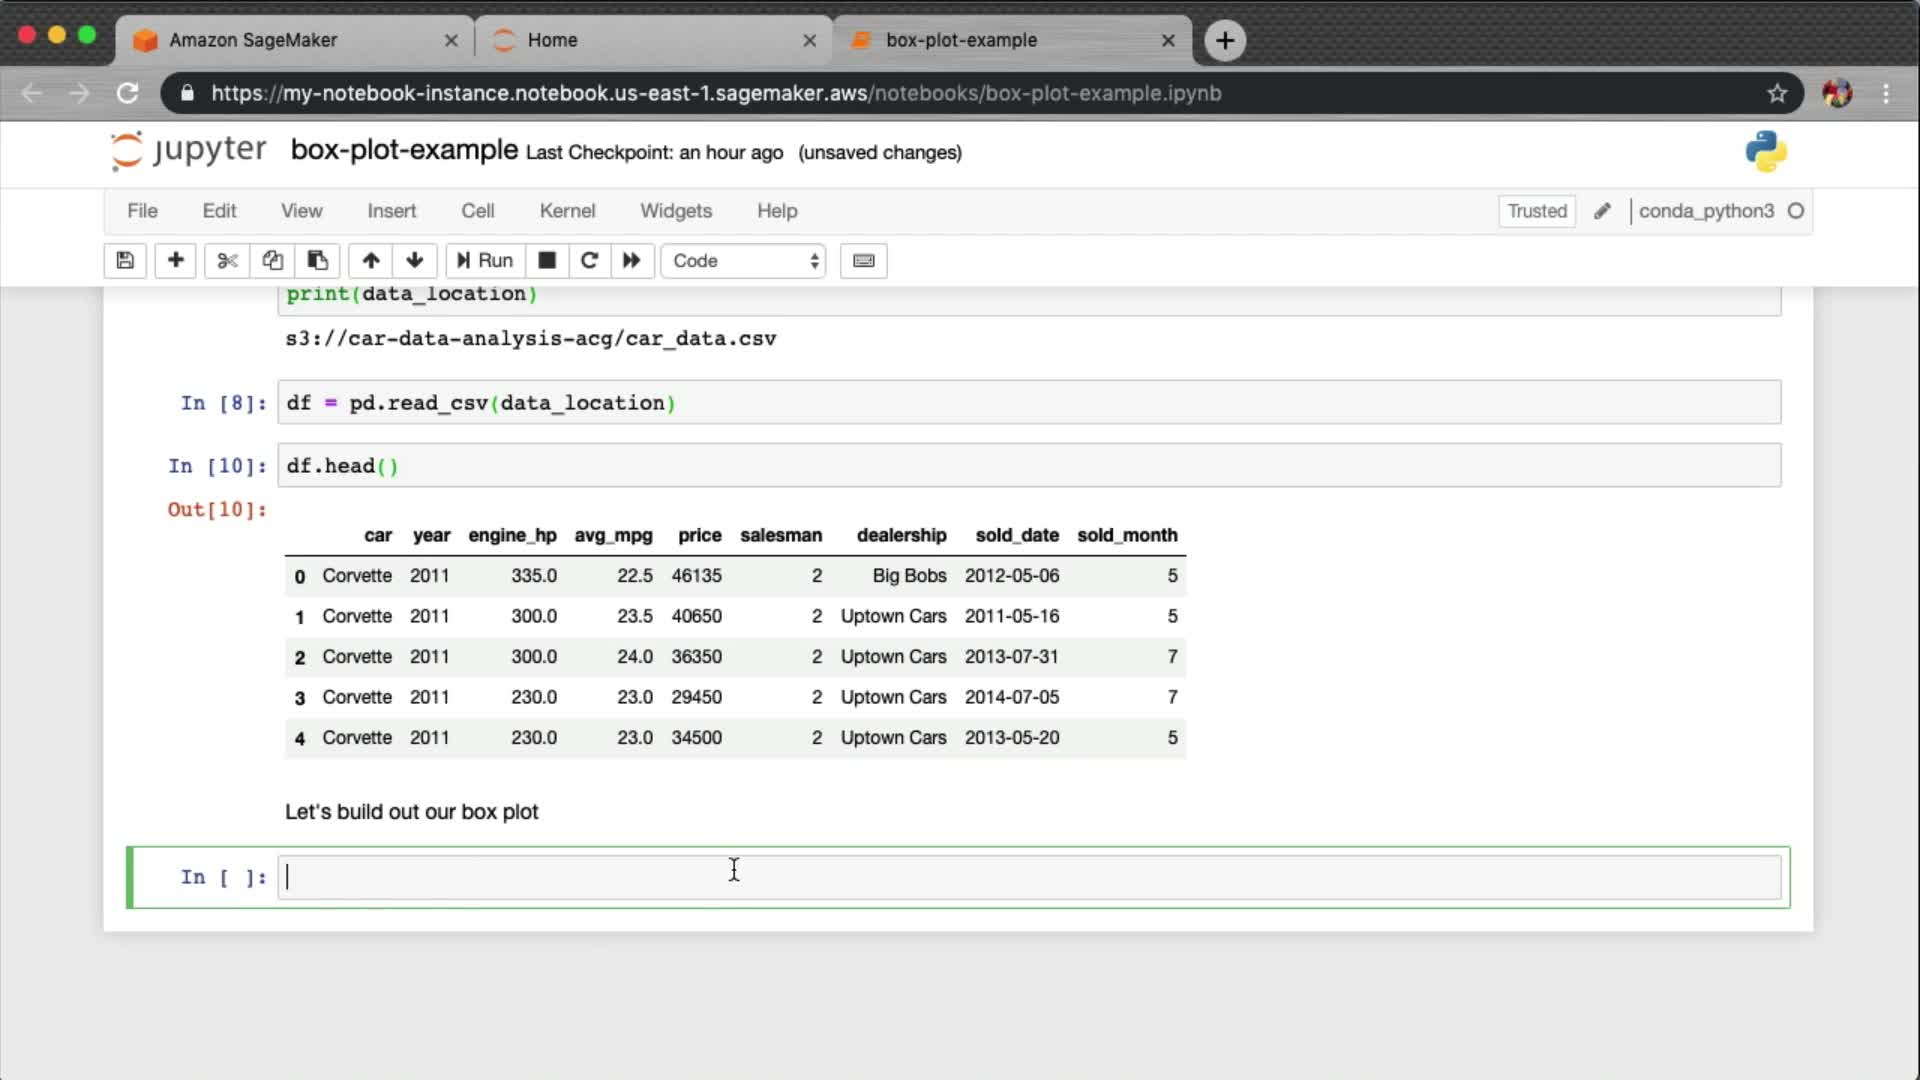 Amazon SageMaker
Home
box-plot-example
https://my-notebook-instance.notebook.us-east-1.sagemaker.aws/notebooks/box-plot-example.ipynb
jupyter box-plot-example Last Checkpoint: an hour ago (unsaved changes)
File Edit View Insert Cell Kernel Widgets Help Trusted conda_python3
Run Code
print(data_location)
s3://car-data-analysis-acg/car_data.csv
In [8]: df = pd.read_csv(data_location)
In [10]: df.head()
Out[10]:
car year engine_hp avg_mpg price salesman dealership sold_date sold_month
0 Corvette 2011 335.0 22.5 46135 2 Big Bobs 2012-05-06 5
1 Corvette 2011 300.0 23.5 40650 2 Uptown Cars 2011-05-16 5
2 Corvette 2011 300.0 24.0 36350 2 Uptown Cars 2013-07-31 7
3 Corvette 2011 230.0 23.0 29450 2 Uptown Cars 2014-07-05 7
4 Corvette 2011 230.0 23.0 34500 2 Uptown Cars 2013-05-20 5
Let's build out our box plot
In [ ]: